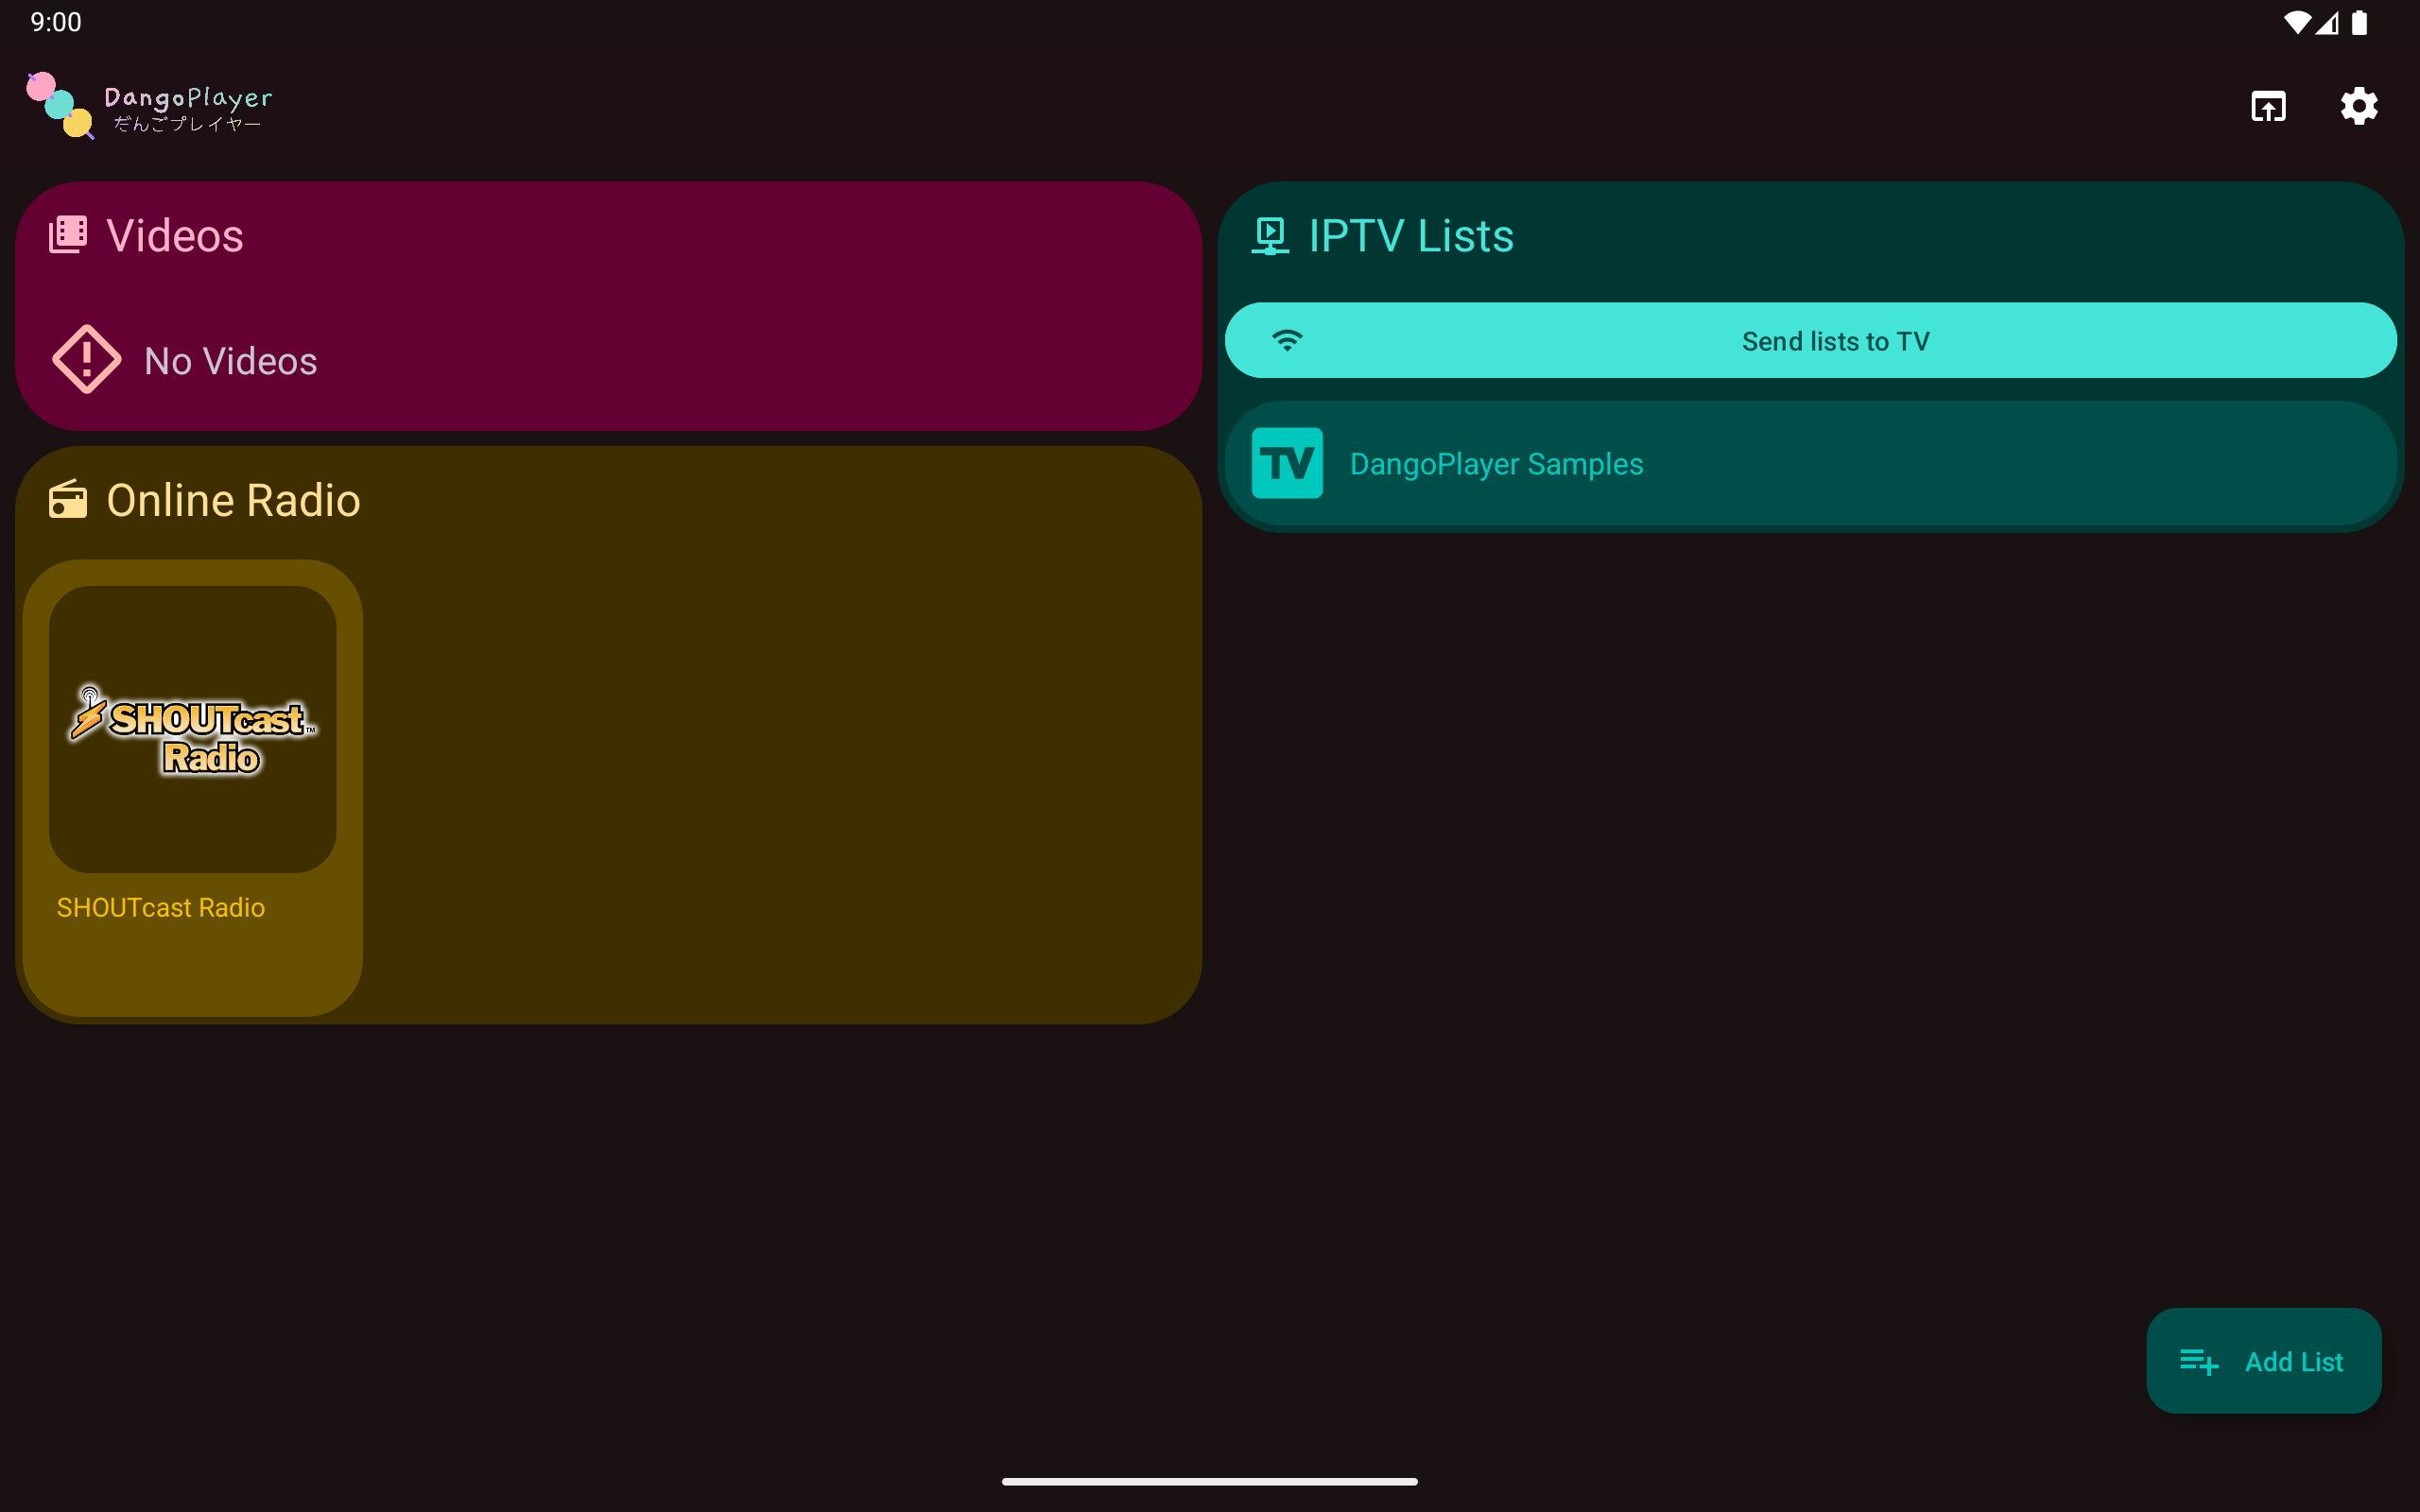 9:00
DangoPlayer
だんごプレイヤー
Videos
No Videos
Online Radio
SHOUTcast™
Radio
SHOUTcast Radio
IPTV Lists
Send lists to TV
TV
DangoPlayer Samples
Add List